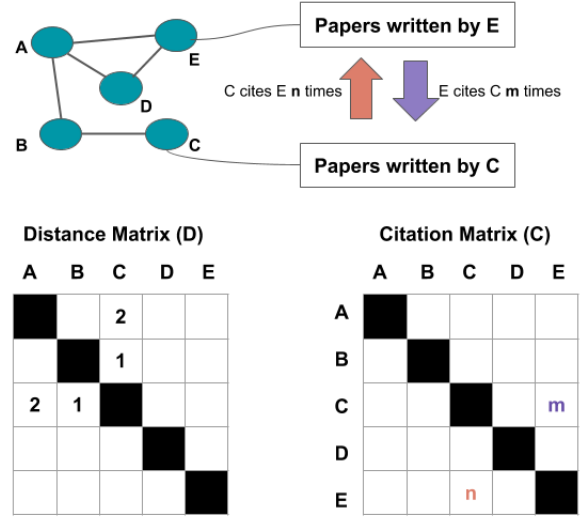 A
E
D
B
C
Papers written by E
C cites E n times
E cites C m times
Papers written by C
Distance Matrix (D)
A B C D E
2
1
2 1
Citation Matrix (C)
A B C D E
A
B
C m
D
E n